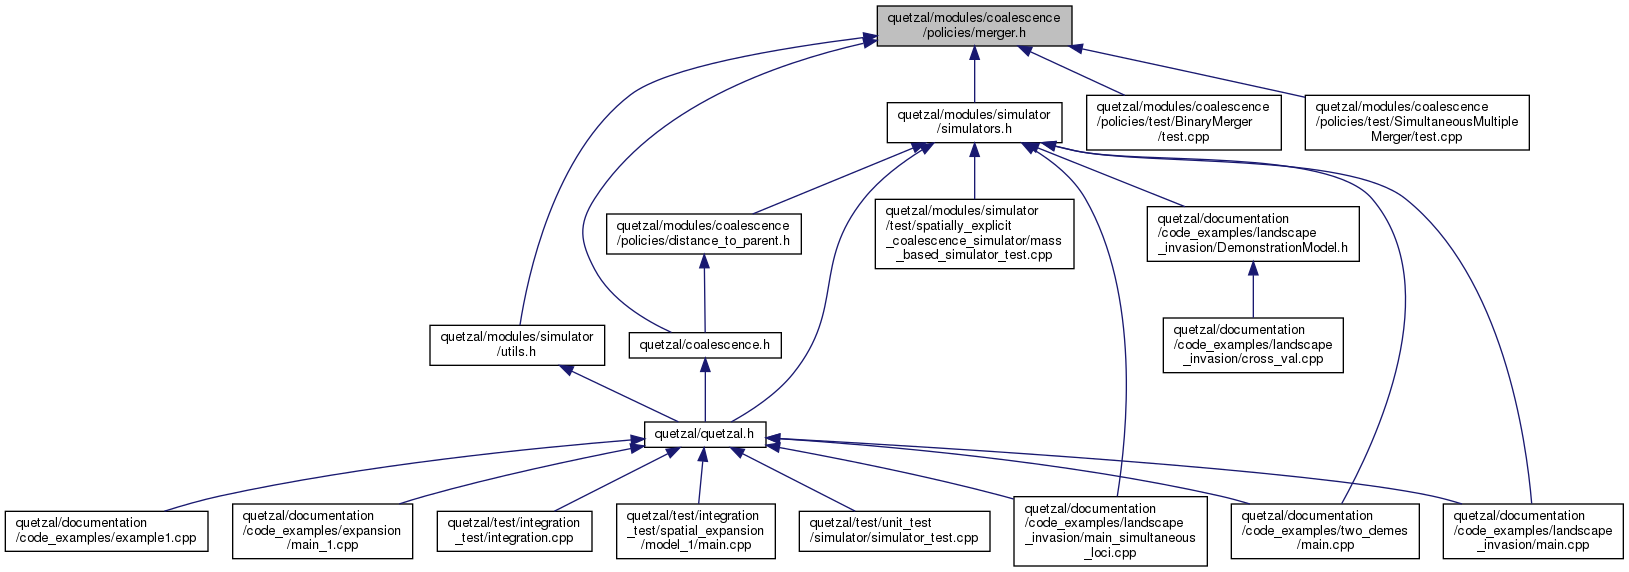 quetzal/modules/coalescence
/policies/merger.h
quetzal/modules/simulator
/simulators.h
quetzal/modules/coalescence
/policies/test/BinaryMerger
/test.cpp
quetzal/modules/coalescence
/policies/test/SimultaneousMultiple
Merger/test.cpp
quetzal/modules/coalescence
/policies/distance_to_parent.h
quetzal/modules/simulator
/test/spatially_explicit
_coalescence_simulator/mass
_based_simulator_test.cpp
quetzal/documentation
/code_examples/landscape
_invasion/DemonstrationModel.h
quetzal/modules/simulator
/utils.h
quetzal/coalescence.h
quetzal/documentation
/code_examples/landscape
_invasion/cross_val.cpp
quetzal/quetzal.h
quetzal/documentation
/code_examples/example1.cpp
quetzal/documentation
/code_examples/expansion
/main_1.cpp
quetzal/test/integration
_test/integration.cpp
quetzal/test/integration
_test/spatial_expansion
/model_1/main.cpp
quetzal/test/unit_test
/simulator/simulator_test.cpp
quetzal/documentation
/code_examples/landscape
_invasion/main_simultaneous
_loci.cpp
quetzal/documentation
/code_examples/two_demes
/main.cpp
quetzal/documentation
/code_examples/landscape
_invasion/main.cpp